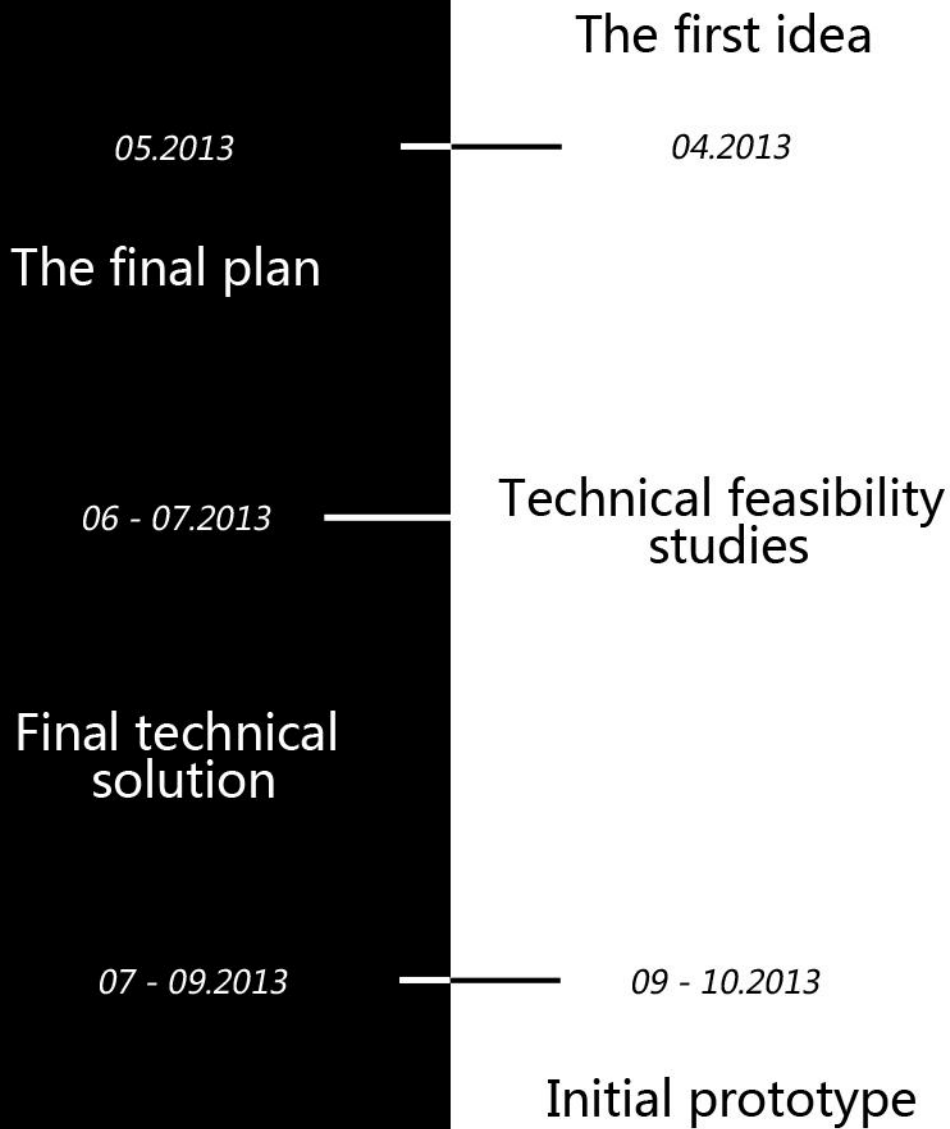 The first idea
05.2013
04.2013
The final plan
06 - 07.2013
Technical feasibility
studies
Final technical
solution
07 - 09.2013
09 - 10.2013
Initial prototype